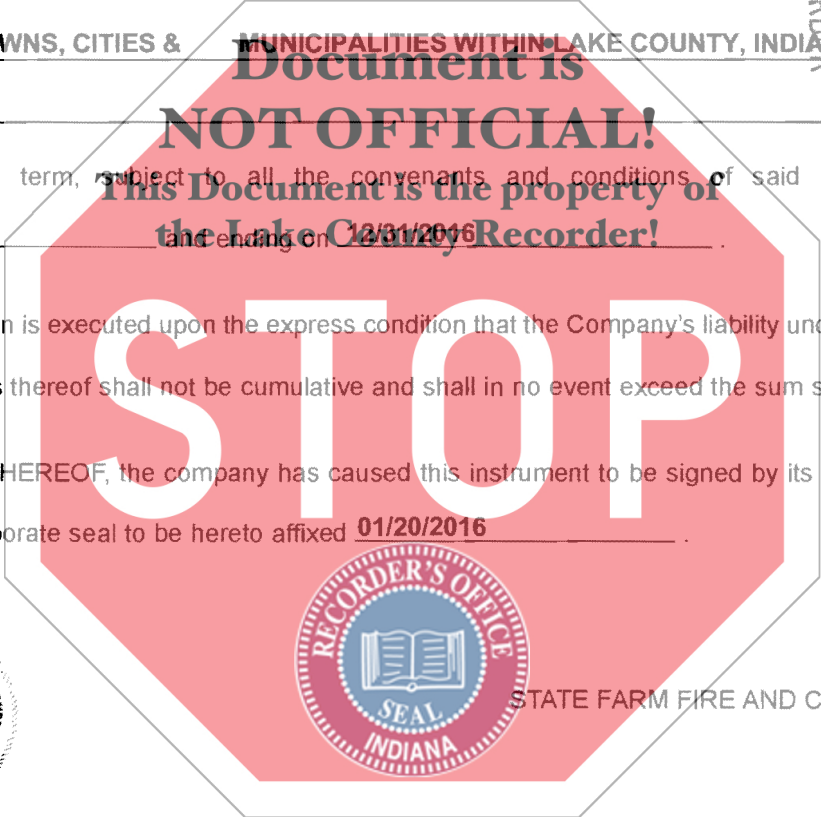 WNS, CITIES & MUNICIPALITIES WITHIN LAKE COUNTY, INDIA
Document is
NOT OFFICIAL!
term, subject to all the convenants and conditions of said
This Document is the property of
and ending on 12/31/2016
the Lake County Recorder!
n is executed upon the express condition that the Company's liability und
STOP
s thereof shall not be cumulative and shall in no event exceed the sum s
HEREOF, the company has caused this instrument to be signed by its
orate seal to be hereto affixed 01/20/2016
RECORDER'S OFFICE
SEAL
INDIANA
STATE FARM FIRE AND C